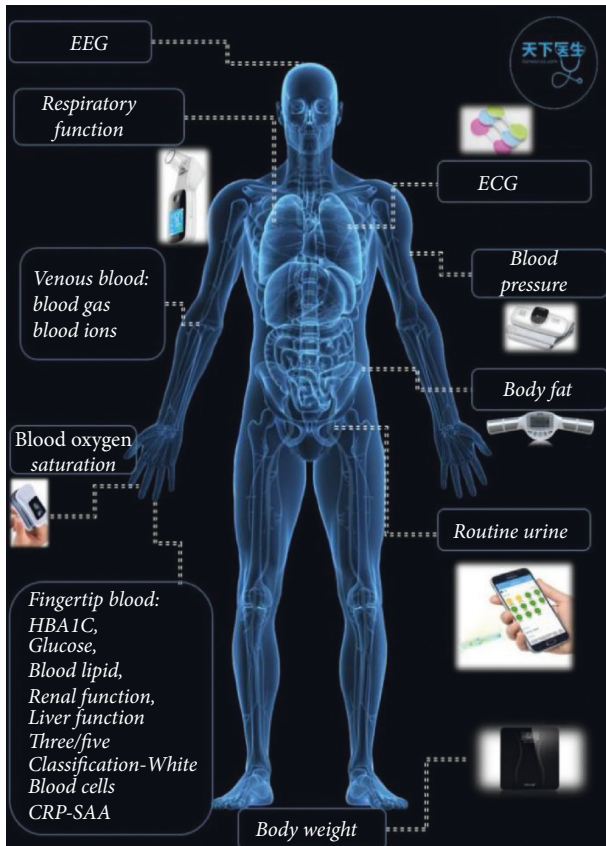 EEG
天下医生
Respiratory
function
ECG
Venous blood:
blood gas
blood ions
Blood
pressure
Body fat
Blood oxygen
saturation
Routine urine
Fingertip blood:
HBA1C,
Glucose,
Blood lipid,
Renal function,
Liver function
Three/five
Classification-White
Blood cells
CRP-SAA
Body weight